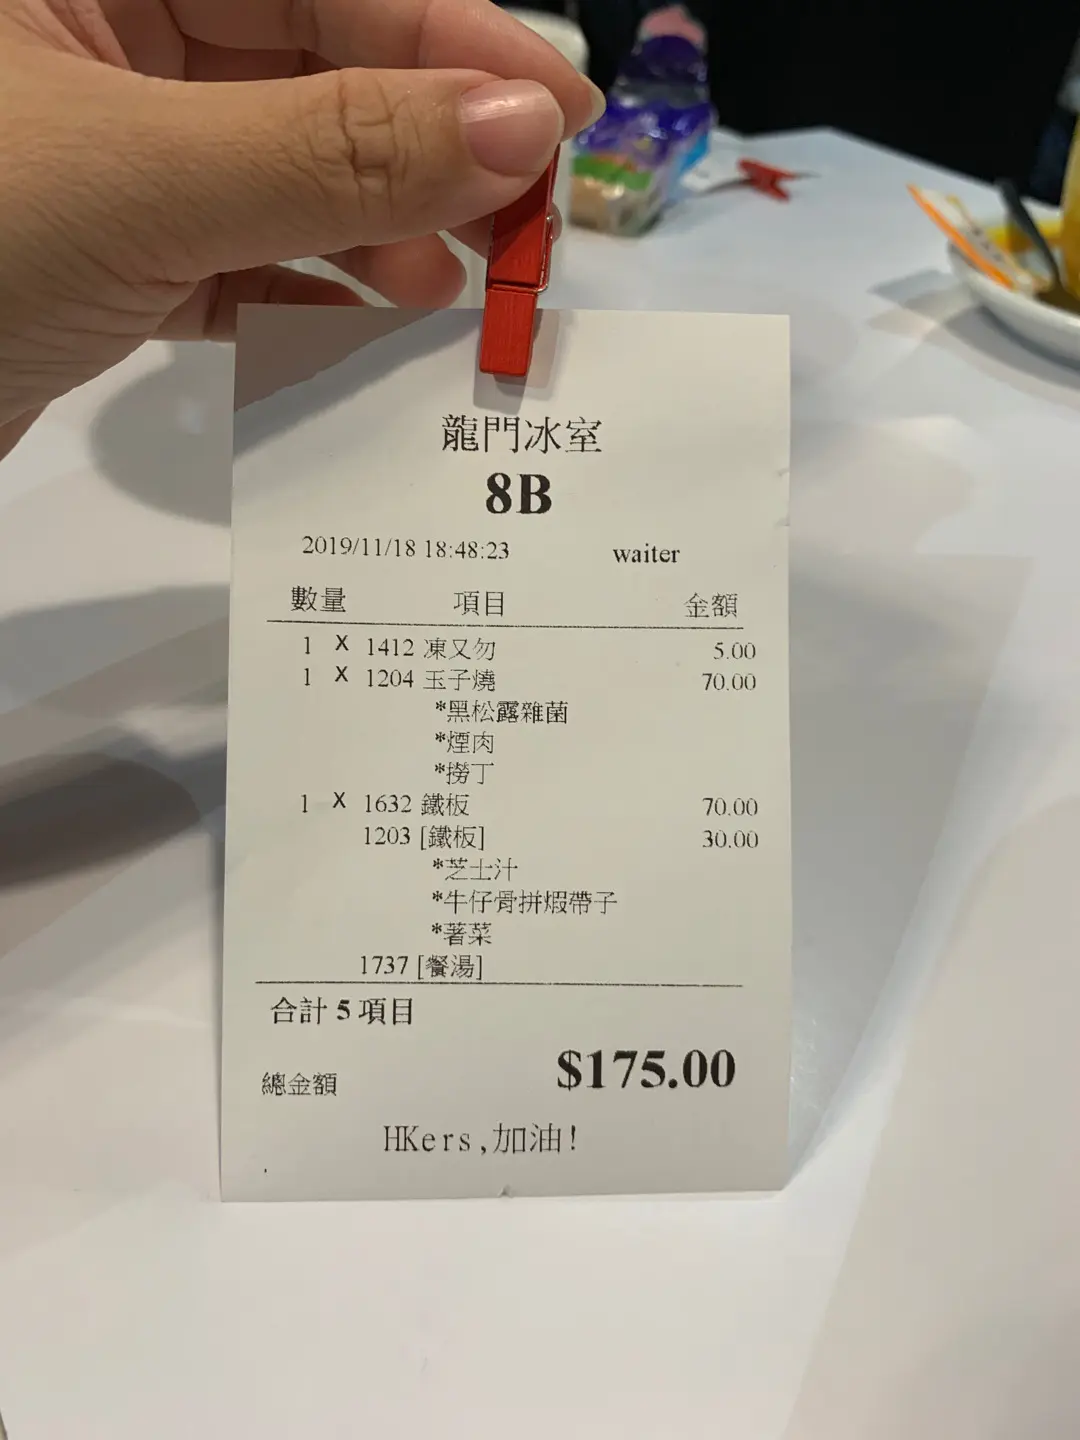 龍門冰室
8B
2019/11/18 18:48:23 waiter
數量 項目 金額
1 X 1412 凍又勿 5.00
1 X 1204 玉子燒 70.00
*黑松露雜菌
*煙肉
*撈丁
1 X 1632 鐵板 70.00
1203 [鐵板] 30.00
*芝士汁
*牛仔骨拼煆帶子
*薯菜
1737 [餐湯]
合計 5 項目
總金額 $175.00
HKers,加油!